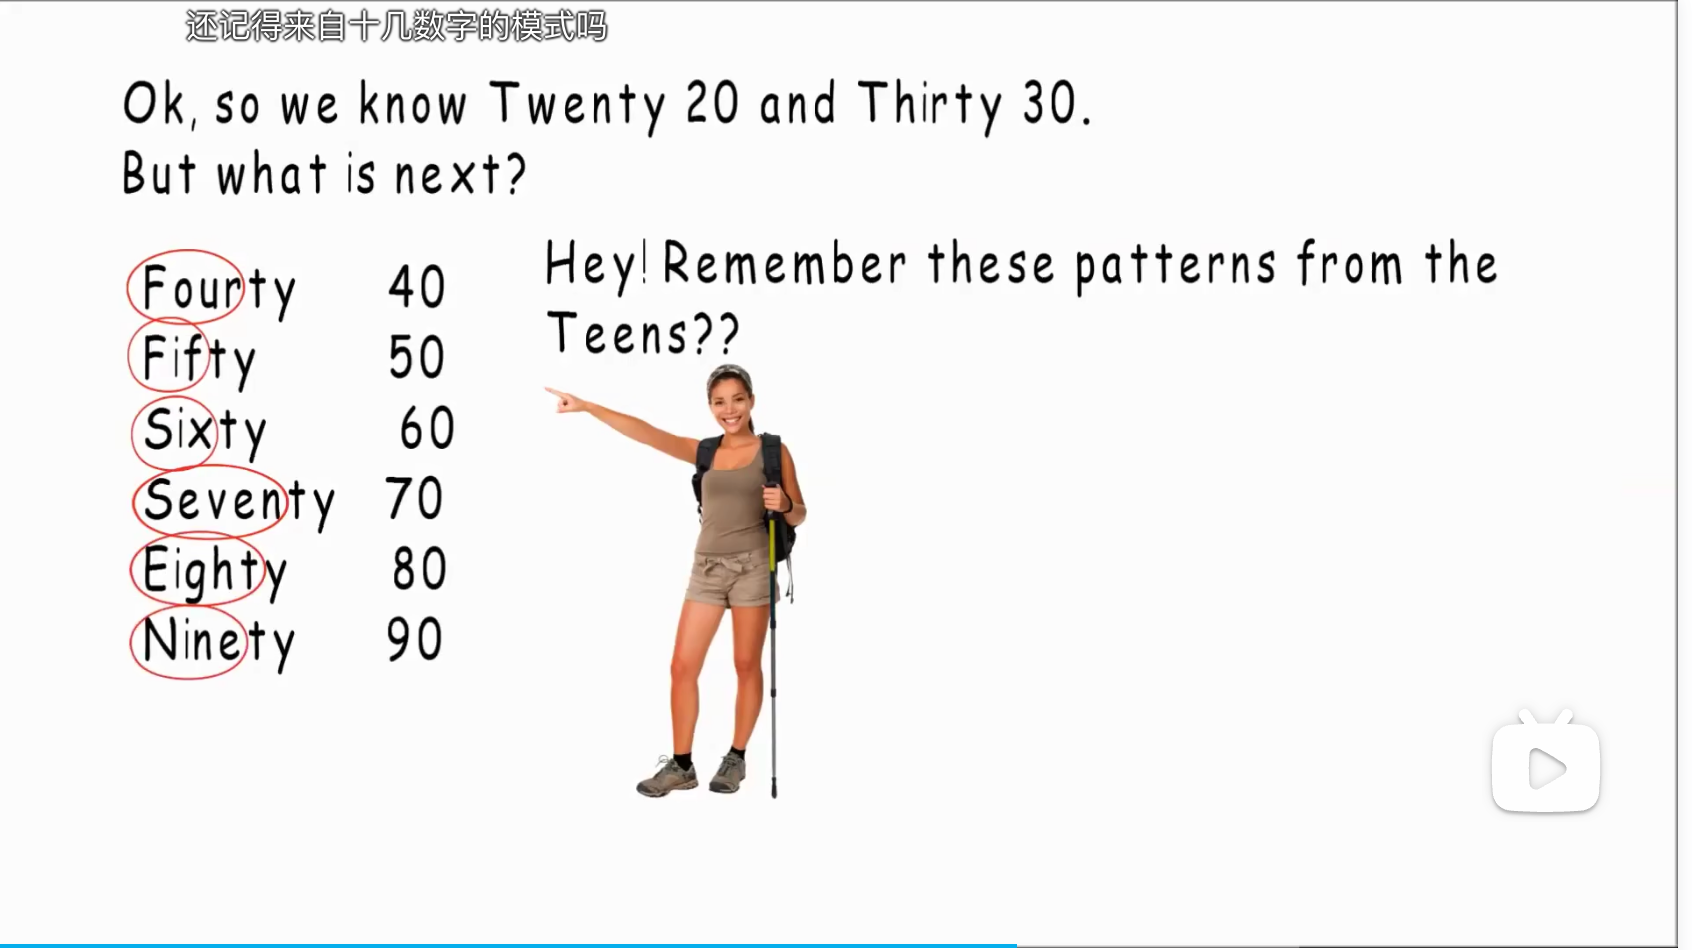 还记得来自十几数字的模式吗
Ok, so we know Twenty 20 and Thirty 30.
But what is next?
Hey! Remember these patterns from the
Teens??
Fourty 40
Fifty 50
Sixty 60
Seventy 70
Eighty 80
Ninety 90